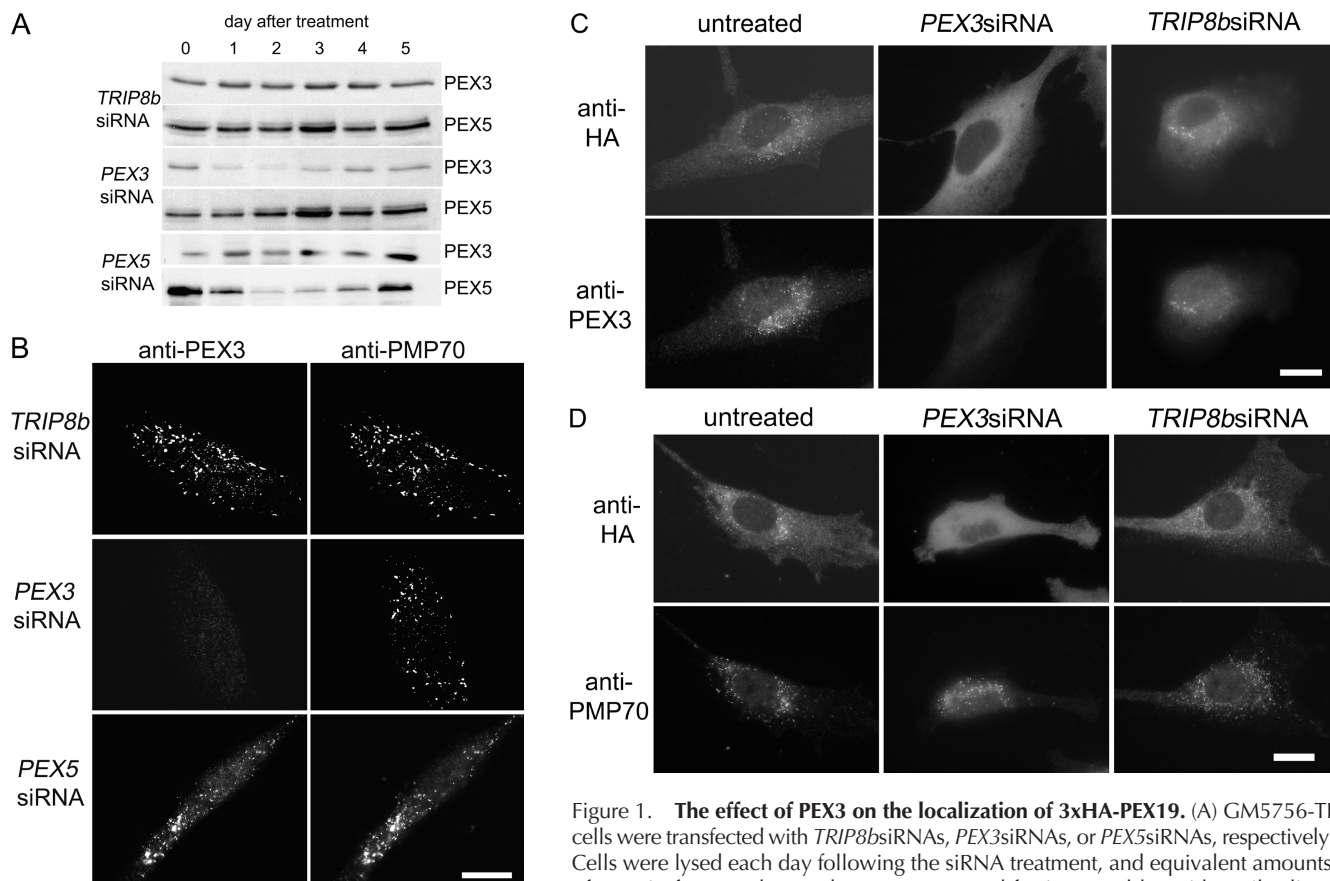 A
day after treatment
0 1 2 3 4 5
TRIP8b
siRNA
PEX3
PEX5
PEX3
siRNA
PEX3
PEX5
PEX5
siRNA
PEX3
PEX5
B
anti-PEX3 anti-PMP70
TRIP8b
siRNA
PEX3
siRNA
PEX5
siRNA
C
untreated PEX3siRNA TRIP8bsiRNA
anti-
HA
anti-
PEX3
D
untreated PEX3siRNA TRIP8bsiRNA
anti-
HA
anti-
PMP70
Figure 1. The effect of PEX3 on the localization of 3xHA-PEX19. (A) GM5756-TI
cells were transfected with TRIP8bsiRNAs, PEX3siRNAs, or PEX5siRNAs, respectively
Cells were lysed each day following the siRNA treatment, and equivalent amounts